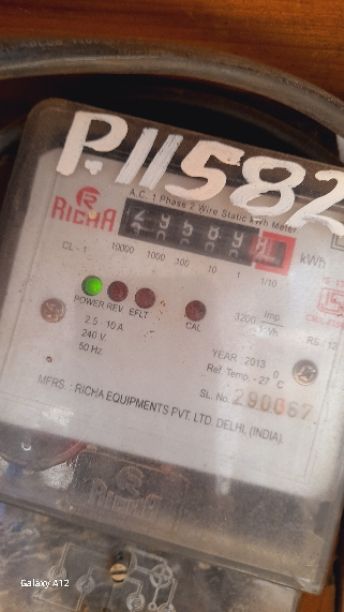 P.11582
A.C. 1 Phase 2 Wire Static kWh Meter
RICHA
kWh
CL - 1 10000 1000 100 10 1 1/10
POWER REV EFLT CAL
3200 Imp/kWh
2.5 - 10 A
240 V.
50 Hz.
YEAR 2013
Ref. Temp. - 27 °C
SL. No. 290067
MFRS. : RICHA EQUIPMENTS PVT. LTD. DELHI. (INDIA).
RICHA
Galaxy A12